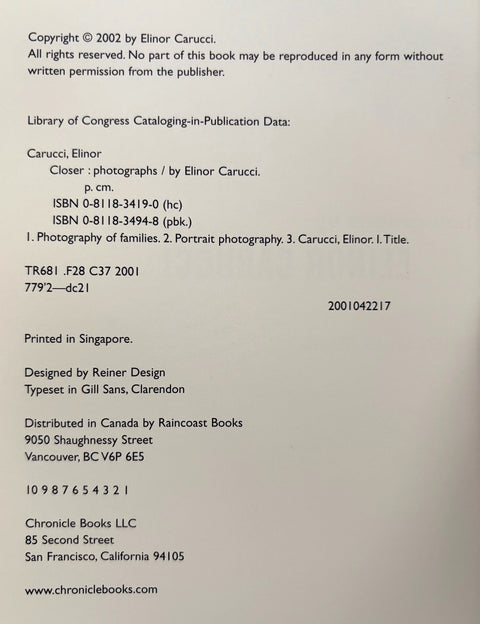 Copyright © 2002 by Elinor Carucci.
All rights reserved. No part of this book may be reproduced in any form without
written permission from the publisher.
Library of Congress Cataloging-in-Publication Data:
Carucci, Elinor
Closer : photographs / by Elinor Carucci.
p. cm.
ISBN 0-8118-3419-0 (hc)
ISBN 0-8118-3494-8 (pbk.)
1. Photography of families. 2. Portrait photography. 3. Carucci, Elinor. I. Title.
TR681 .F28 C37 2001
779'2—dc21
2001042217
Printed in Singapore.
Designed by Reiner Design
Typeset in Gill Sans, Clarendon
Distributed in Canada by Raincoast Books
9050 Shaughnessy Street
Vancouver, BC V6P 6E5
10 9 8 7 6 5 4 3 2 1
Chronicle Books LLC
85 Second Street
San Francisco, California 94105
www.chroniclebooks.com